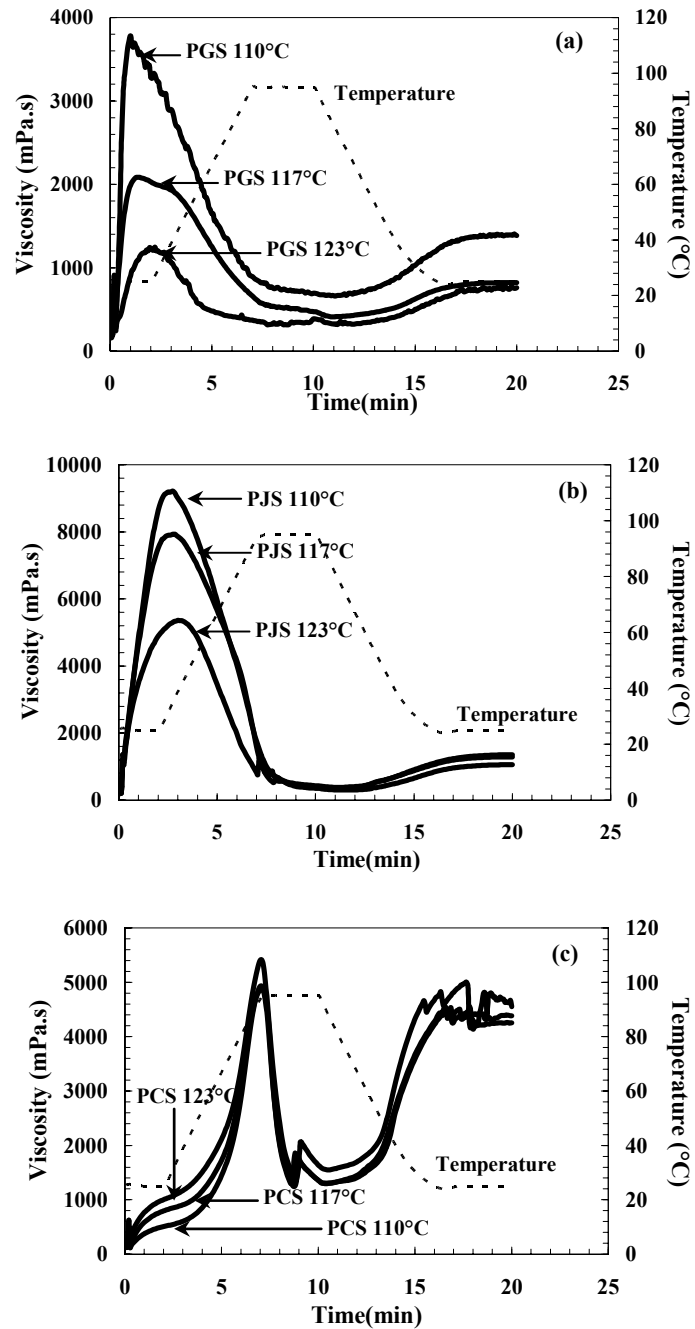 (a)
PGS 110°C
Temperature
PGS 117°C
PGS 123°C
Viscosity (mPa.s)
4000
3000
2000
1000
0
Temperature (°C)
120
100
80
60
40
20
0
0 5 10 15 20 25
Time(min)
(b)
PJS 110°C
PJS 117°C
PJS 123°C
Temperature
Viscosity (mPa.s)
10000
8000
6000
4000
2000
0
Temperature (°C)
120
100
80
60
40
20
0
0 5 10 15 20 25
Time(min)
(c)
PCS 123°C
PCS 117°C
PCS 110°C
Temperature
Viscosity (mPa.s)
6000
5000
4000
3000
2000
1000
0
Temperature (°C)
120
100
80
60
40
20
0
0 5 10 15 20 25
Time(min)